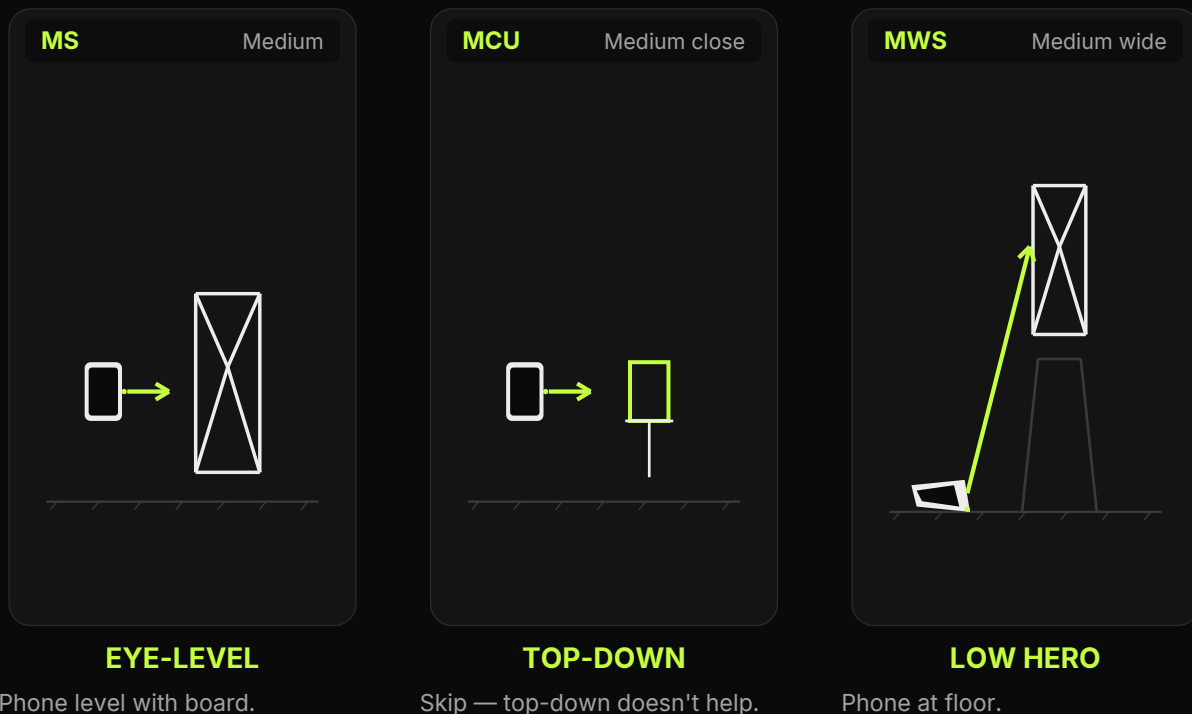 MS Medium
MCU Medium close
MWS Medium wide
EYE-LEVEL
TOP-DOWN
LOW HERO
Phone level with board.
Skip — top-down doesn't help.
Phone at floor.